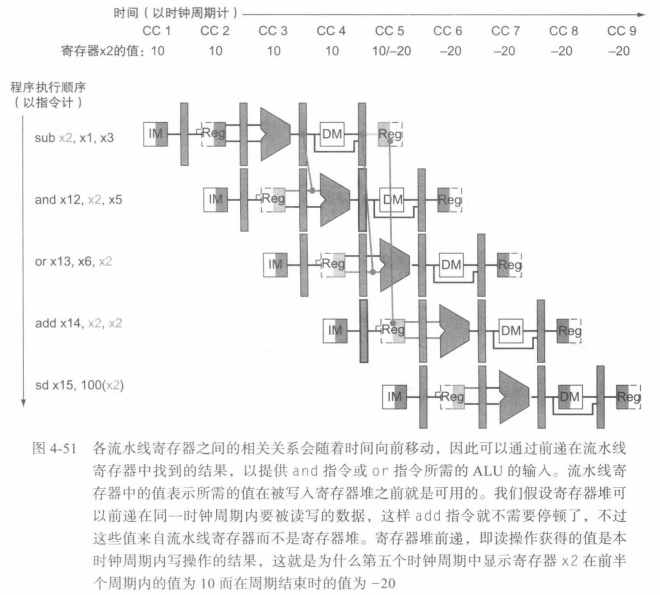 时间（以时钟周期计）
CC 1 CC 2 CC 3 CC 4 CC 5 CC 6 CC 7 CC 8 CC 9
寄存器x2的值: 10 10 10 10 10/–20 –20 –20 –20 –20
程序执行顺序
（以指令计）
sub x2, x1, x3
IM Reg DM Reg
and x12, x2, x5
IM Reg DM Reg
or x13, x6, x2
IM Reg DM Reg
add x14, x2, x2
IM Reg DM Reg
sd x15, 100(x2)
IM Reg DM Reg
图 4-51 各流水线寄存器之间的相关关系会随着时间向前移动，因此可以通过前递在流水线
寄存器中找到的结果，以提供 and 指令或 or 指令所需的 ALU 的输入。流水线寄
存器中的值表示所需的值在被写入寄存器堆之前就是可用的。我们假设寄存器堆可
以前递在同一时钟周期内要被读写的数据，这样 add 指令就不需要停顿了，不过
这些值来自流水线寄存器而不是寄存器堆。寄存器堆前递，即读操作获得的值是本
时钟周期内写操作的结果，这就是为什么第五个时钟周期中显示寄存器 x2 在前半
个周期内的值为 10 而在周期结束时的值为 –20